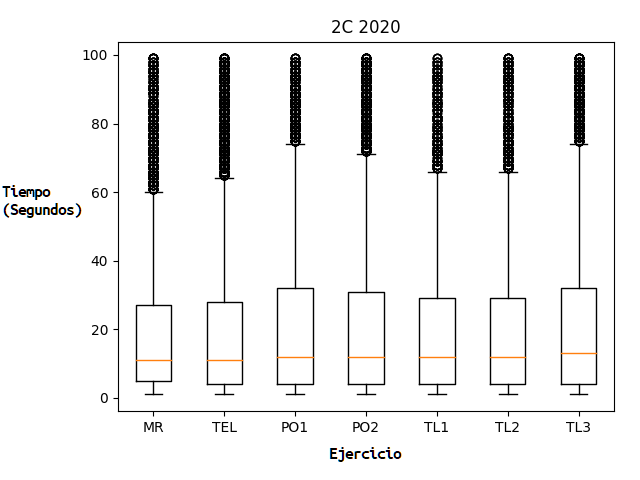 2C 2020
100
80
60
40
20
0
Tiempo
(Segundos)
MR TEL PO1 PO2 TL1 TL2 TL3
Ejercicio